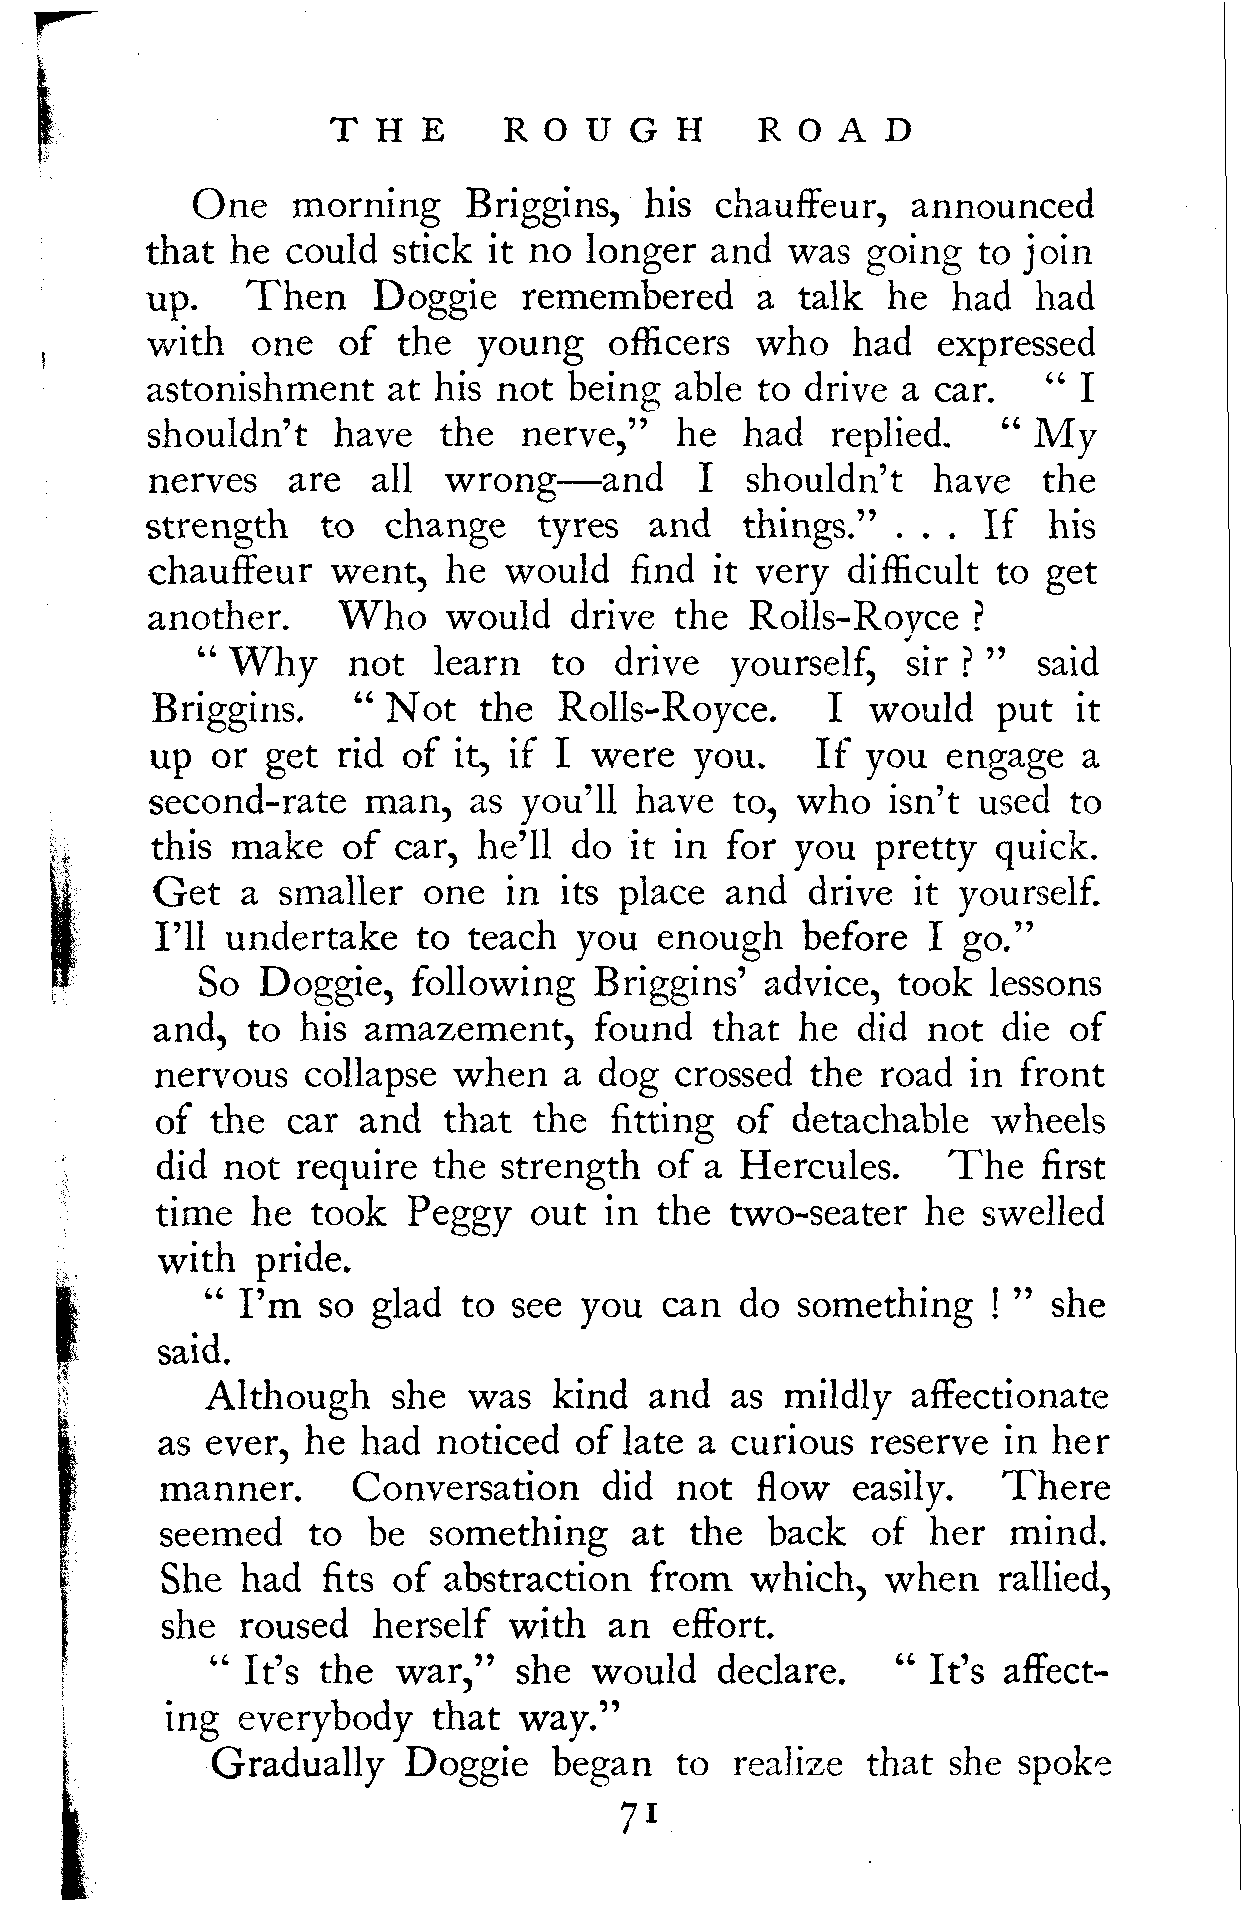 THE ROUGH ROAD
One morning Briggins, his chauffeur, announced
that he could stick it no longer and was going to join
up. Then Doggie remembered a talk he had had
with one of the young officers who had expressed
astonishment at his not being able to drive a car. “ I
shouldn’t have the nerve,” he had replied. “ My
nerves are all wrong—and I shouldn’t have the
strength to change tyres and things.” . . . If his
chauffeur went, he would find it very difficult to get
another. Who would drive the Rolls-Royce ?
“ Why not learn to drive yourself, sir ? ” said
Briggins. “ Not the Rolls-Royce. I would put it
up or get rid of it, if I were you. If you engage a
second-rate man, as you’ll have to, who isn’t used to
this make of car, he’ll do it in for you pretty quick.
Get a smaller one in its place and drive it yourself.
I’ll undertake to teach you enough before I go.”
So Doggie, following Briggins’ advice, took lessons
and, to his amazement, found that he did not die of
nervous collapse when a dog crossed the road in front
of the car and that the fitting of detachable wheels
did not require the strength of a Hercules. The first
time he took Peggy out in the two-seater he swelled
with pride.
“ I’m so glad to see you can do something ! ” she
said.
Although she was kind and as mildly affectionate
as ever, he had noticed of late a curious reserve in her
manner. Conversation did not flow easily. There
seemed to be something at the back of her mind.
She had fits of abstraction from which, when rallied,
she roused herself with an effort.
“ It’s the war,” she would declare. “ It’s affect-
ing everybody that way.”
Gradually Doggie began to realize that she spoke
71